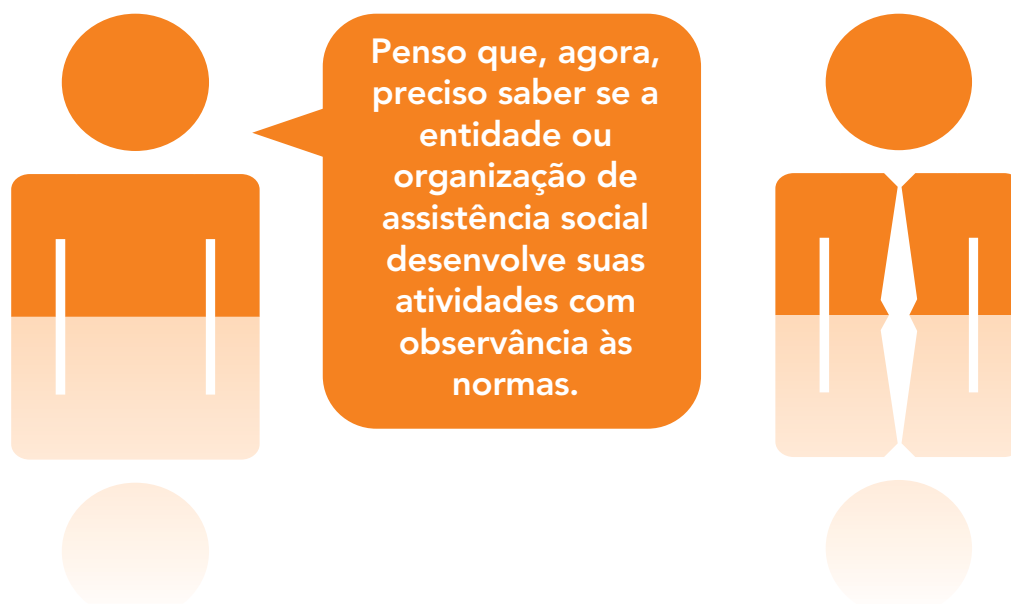 Penso que, agora,
preciso saber se a
entidade ou
organização de
assistência social
desenvolve suas
atividades com
observância às
normas.